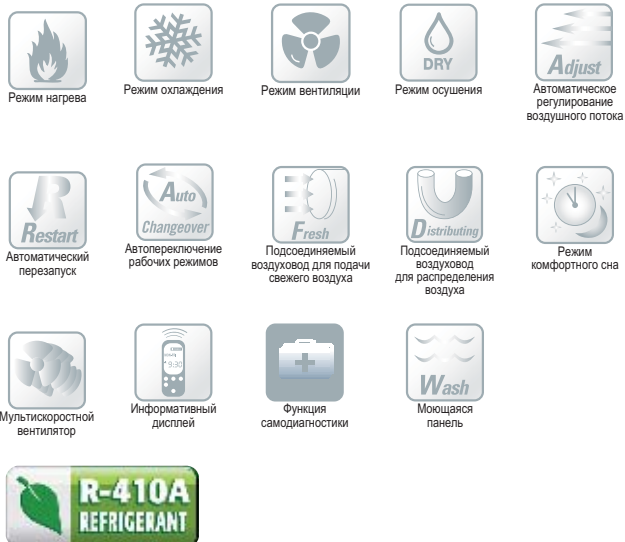 DRY
Adjust
Режим нагрева
Режим охлаждения
Режим вентиляции
Режим осушения
Автоматическое
регулирование
воздушного потока
Restart
Auto
Changeover
Fresh
Distributing
Автоматический
перезапуск
Автопереключение
рабочих режимов
Подсоединяемый
воздуховод для подачи
свежего воздуха
Подсоединяемый
воздуховод
для распределения
воздуха
Режим
комфортного сна
9:30
Wash
Мультискоростной
вентилятор
Информативный
дисплей
Функция
самодиагностики
Моющаяся
панель
R-410A
REFRIGERANT